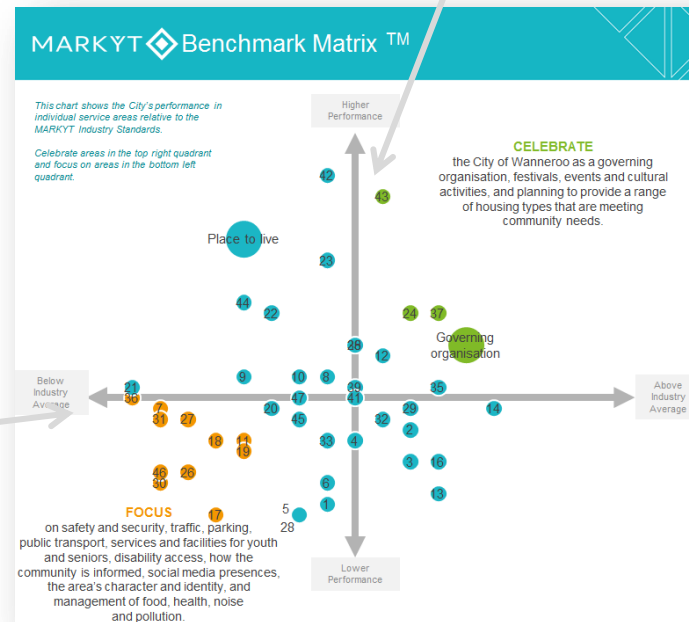 MARKYT Benchmark Matrix ™
This chart shows the City's performance in
individual service areas relative to the
MARKYT Industry Standards.
Celebrate areas in the top right quadrant
and focus on areas in the bottom left
quadrant.
Higher
Performance
CELEBRATE
the City of Wanneroo as a governing
organisation, festivals, events and cultural
activities, and planning to provide a range
of housing types that are meeting
community needs.
42
43
Place to live
23
44
22
24
37
Governing
organisation
12
9
10
8
21
39
35
Below
Industry
Average
Above
Industry
Average
36
47
41
7
20
29
14
31
27
45
32
2
18
11
33
4
19
3
16
46
26
30
6
13
1
17
5
28
FOCUS
on safety and security, traffic, parking,
public transport, services and facilities for youth
and seniors, disability access, how the
community is informed, social media presences,
the area's character and identity, and
management of food, health, noise
and pollution.
Lower
Performance